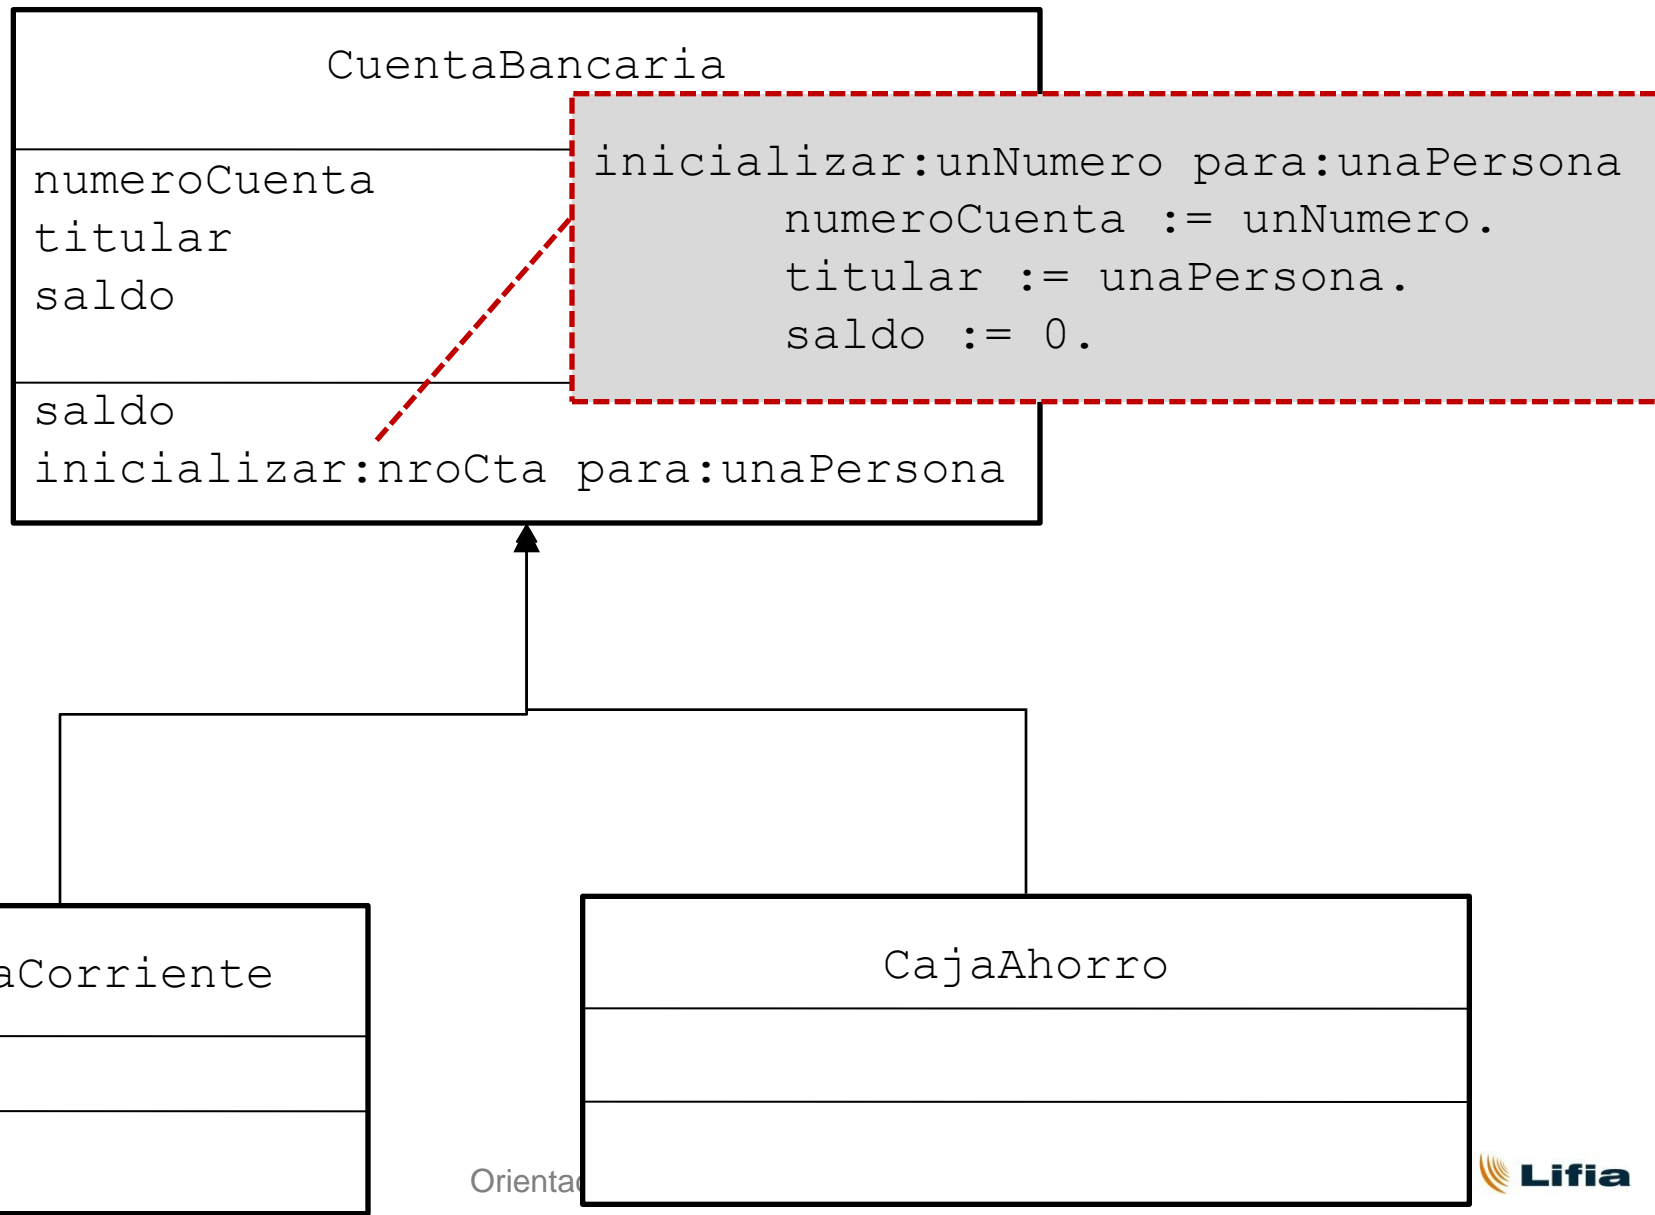 CuentaBancaria
numeroCuenta
titular
saldo
inicializar:unNumero para:unaPersona
numeroCuenta := unNumero.
titular := unaPersona.
saldo := 0.
saldo
inicializar:nroCta para:unaPersona
aCorriente
CajaAhorro
Orienta
Lifia